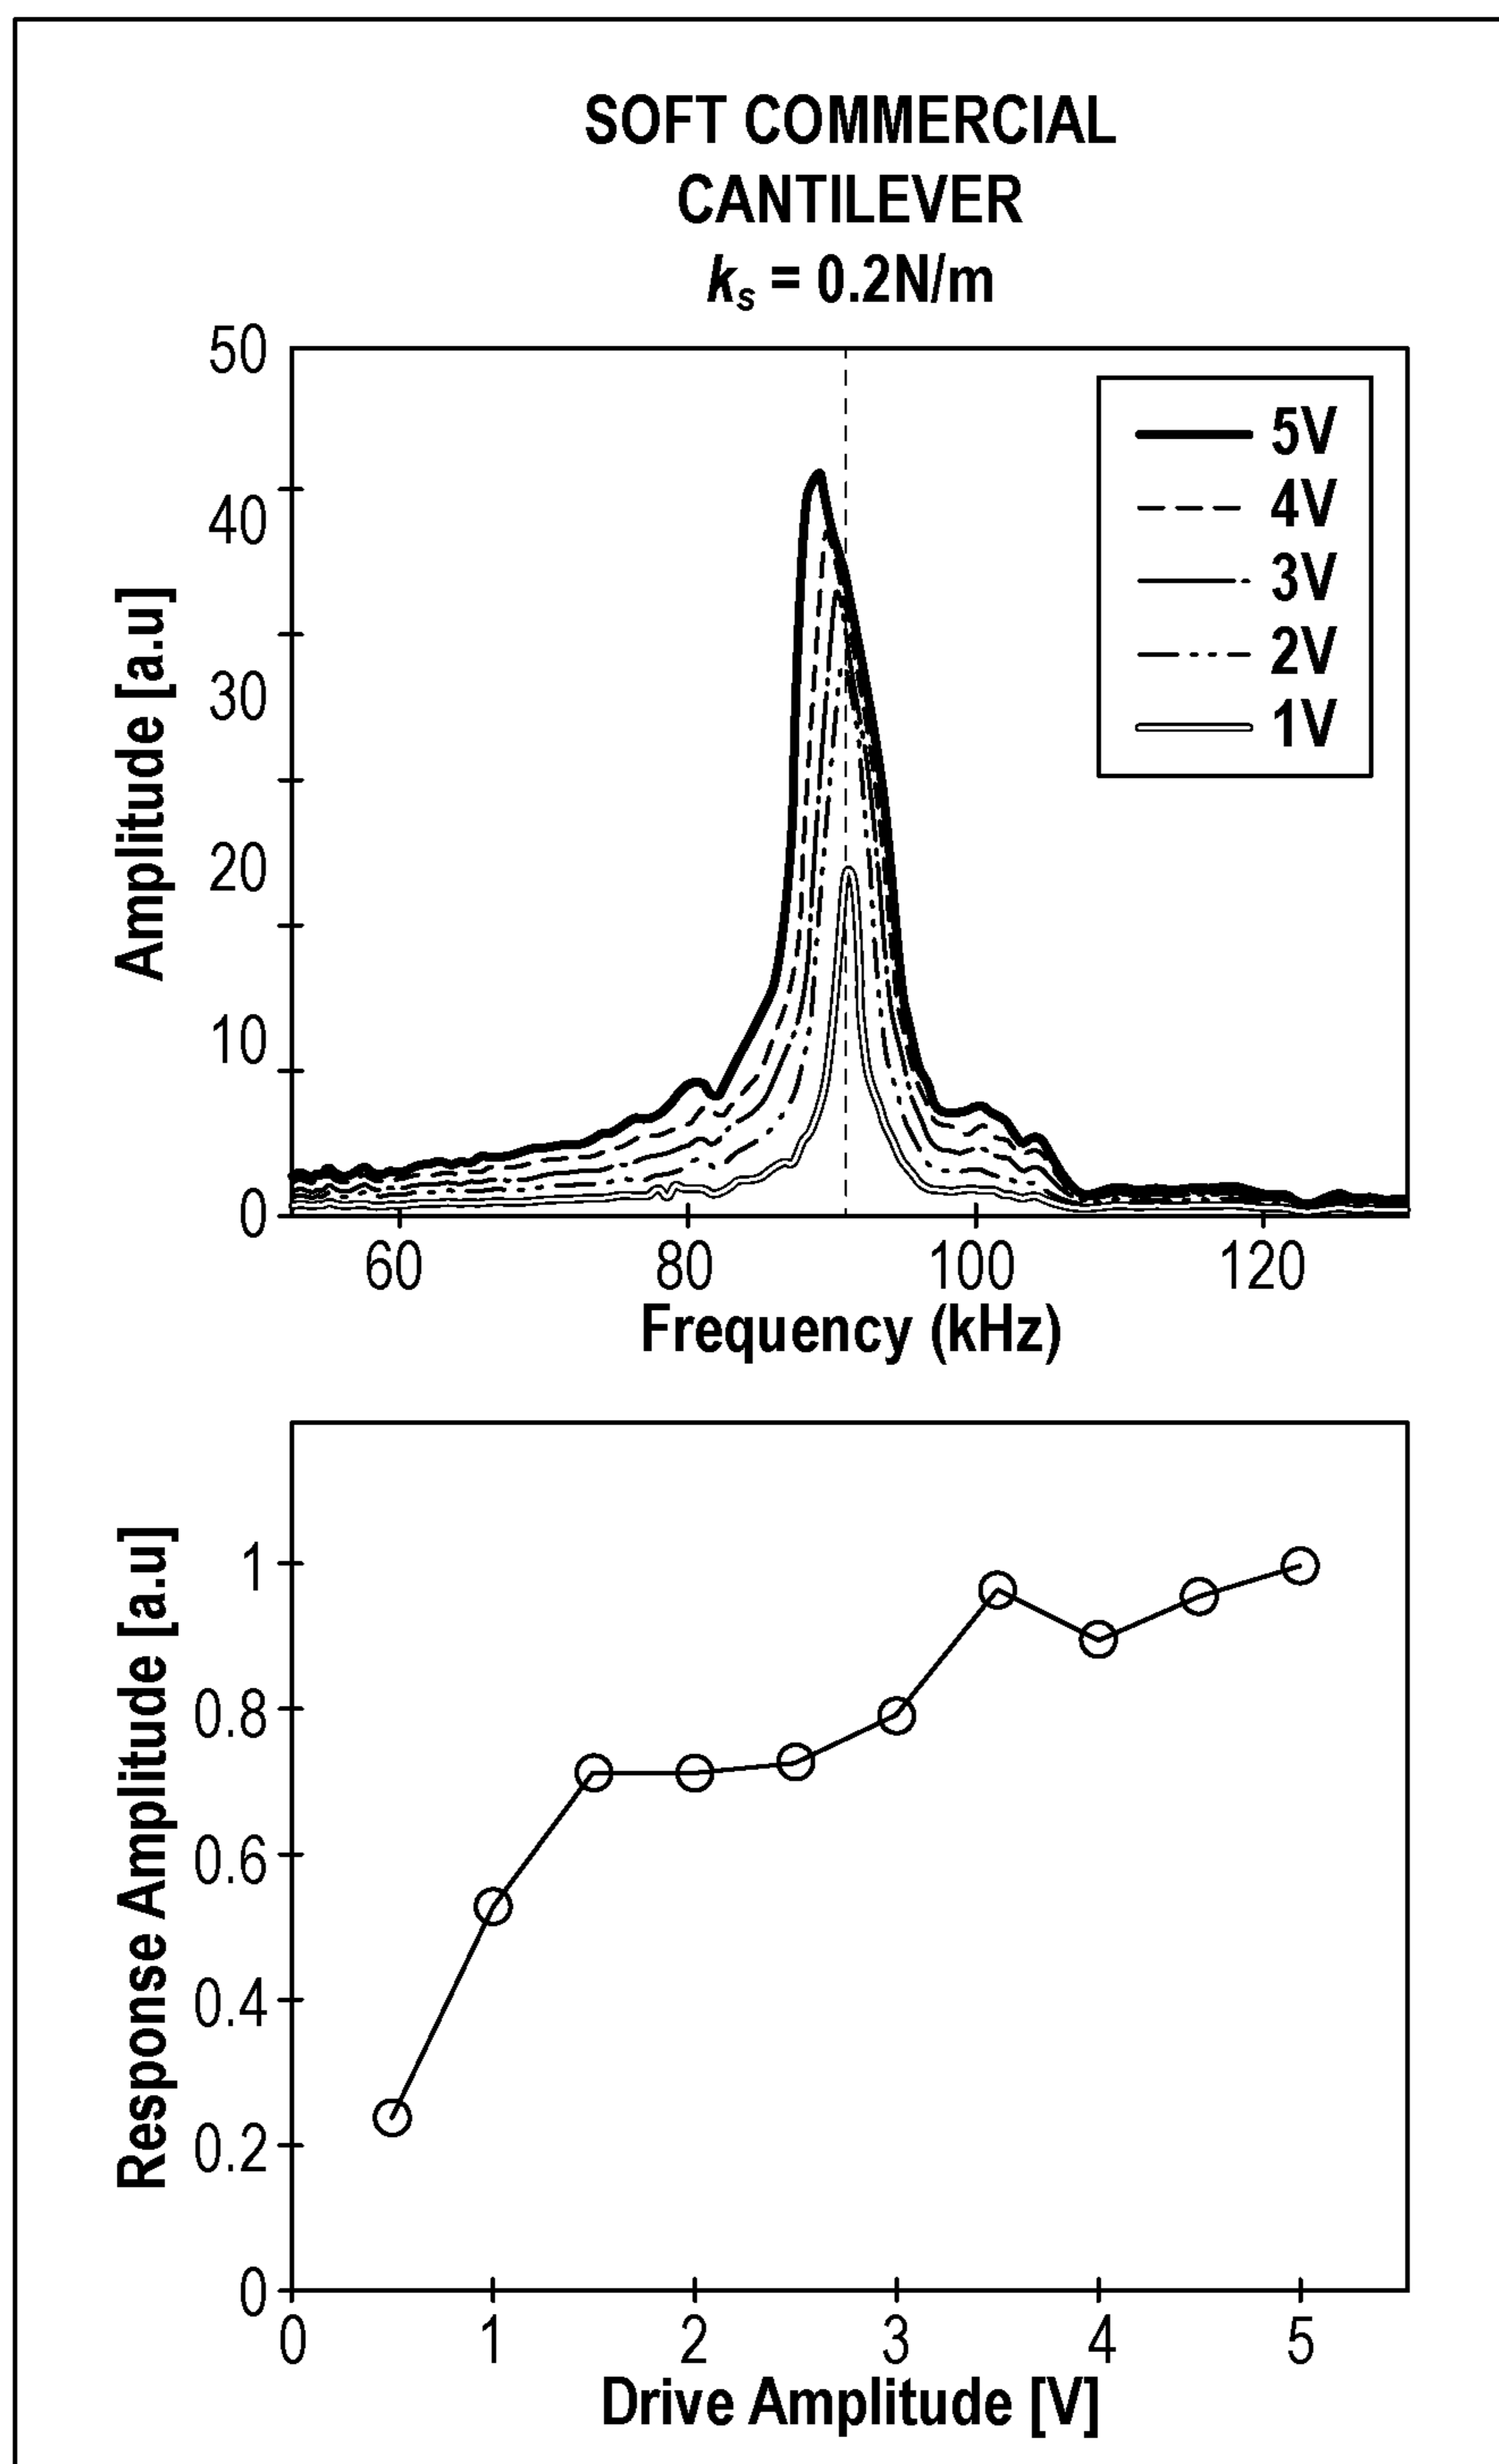 SOFT COMMERCIAL
CANTILEVER
ks = 0.2N/m
Amplitude [a.u]
50
40
30
20
10
0
5V
4V
3V
2V
1V
60 80 100 120
Frequency (kHz)
Response Amplitude [a.u]
1
0.8
0.6
0.4
0.2
0
0 1 2 3 4 5
Drive Amplitude [V]